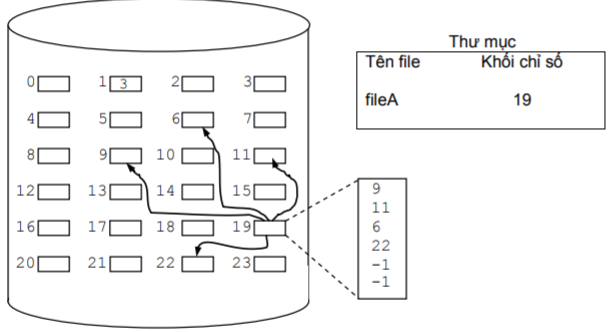 Thư mục
Tên file Khối chỉ số
fileA 19
0 1 3 2 3
4 5 6 7
8 9 10 11
12 13 14 15
16 17 18 19
20 21 22 23
9
11
6
22
-1
-1